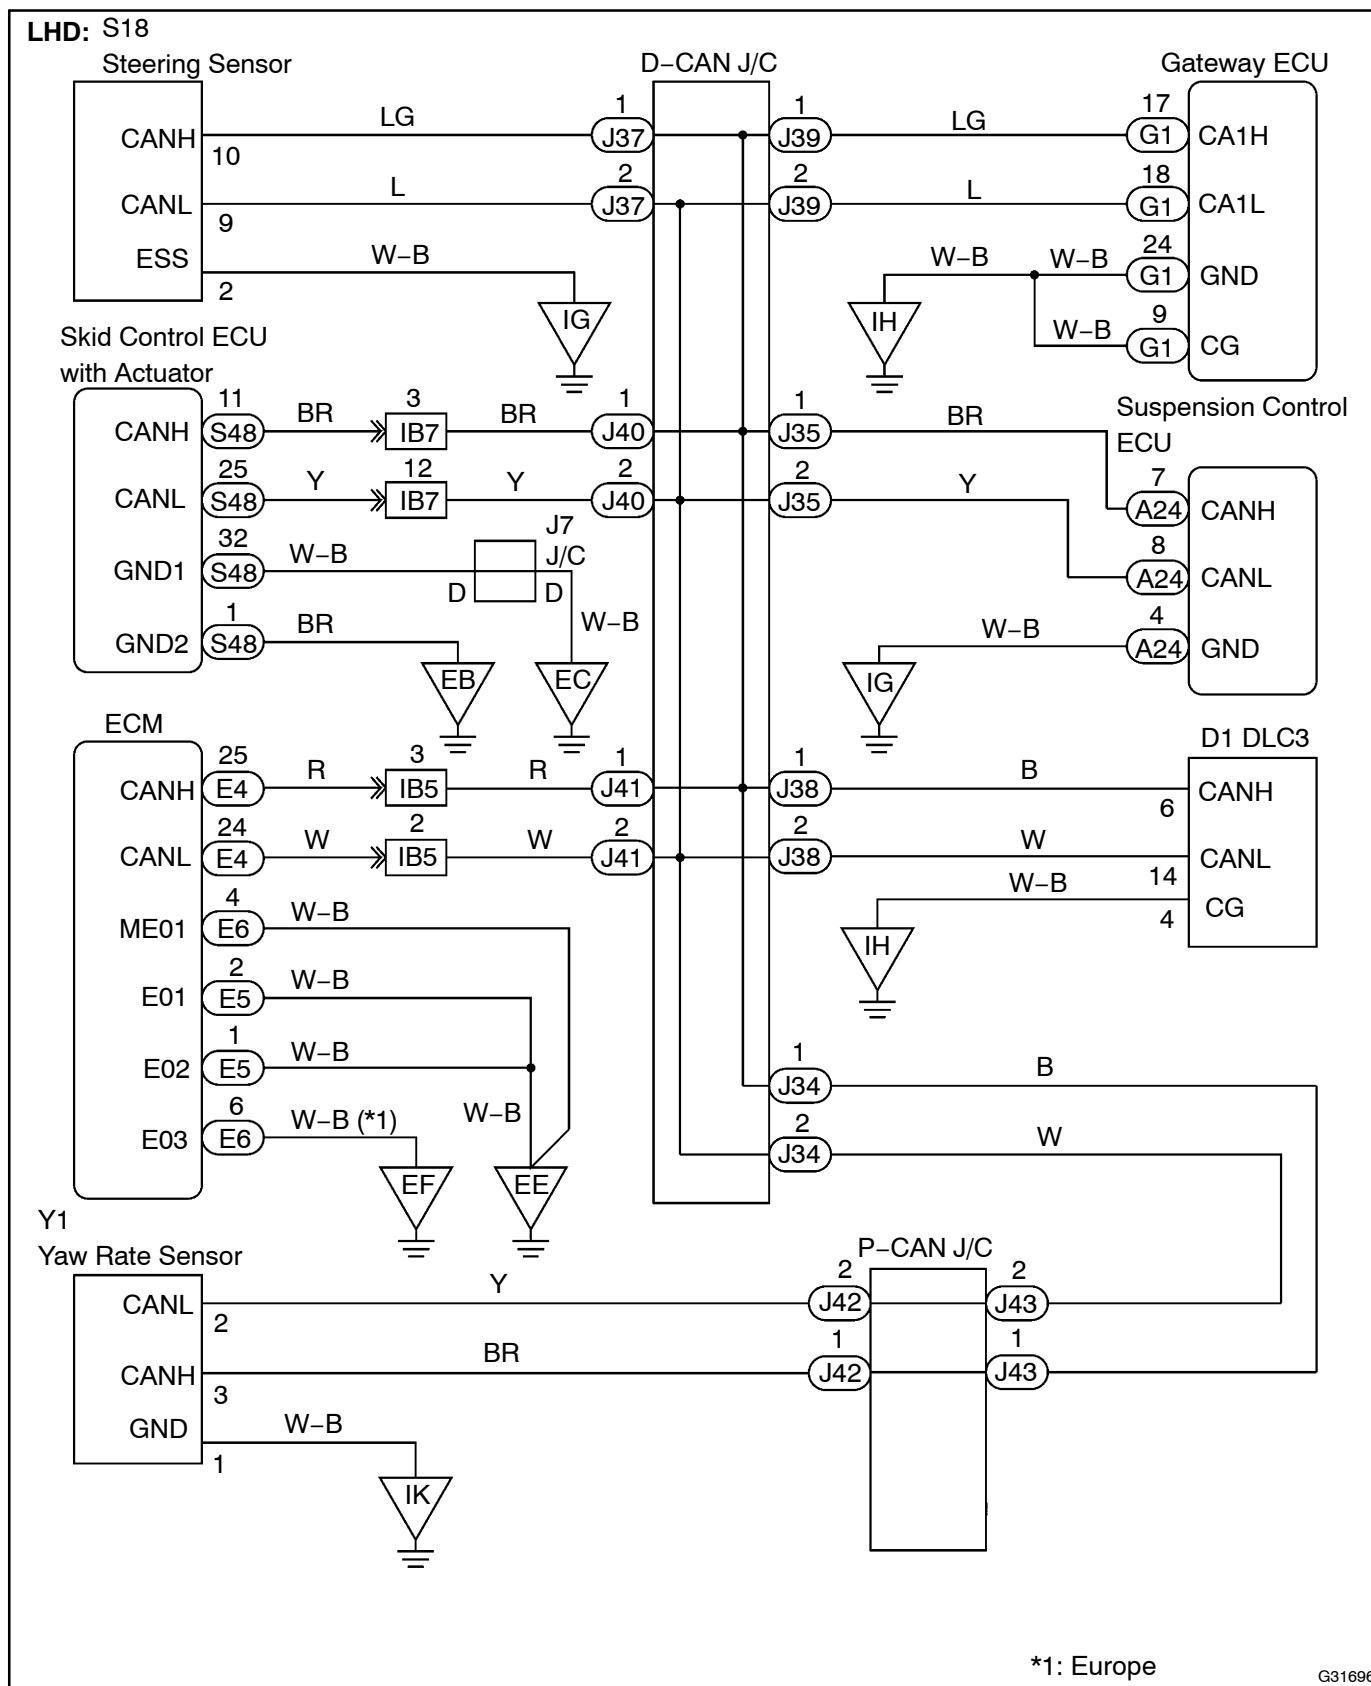 LHD: S18
Steering Sensor
D−CAN J/C
Gateway ECU
CANH 10 LG 1 J37 1 J39 LG 17 G1 CA1H
CANL 9 L 2 J37 2 J39 L 18 G1 CA1L
ESS 2 W−B IG
IH W−B W−B 24 G1 GND
W−B 9 G1 CG
Skid Control ECU
with Actuator
Suspension Control
ECU
CANH 11 S48 BR 3 IB7 BR 1 J40 1 J35 BR 7 A24 CANH
CANL 25 S48 Y 12 IB7 Y 2 J40 2 J35 Y 8 A24 CANL
GND1 32 S48 W−B J7 J/C D D W−B EC
GND2 1 S48 BR EB
IG W−B 4 A24 GND
ECM
D1 DLC3
CANH 25 E4 R 3 IB5 R 1 J41 1 J38 B 6 CANH
CANL 24 E4 W 2 IB5 W 2 J41 2 J38 W 14 CANL
IH W−B 4 CG
ME01 4 E6 W−B
E01 2 E5 W−B
E02 1 E5 W−B W−B EE
E03 6 E6 W−B (*1) EF
1 J34 B
2 J34 W
Y1
Yaw Rate Sensor
P−CAN J/C
CANL 2 Y 2 J42 2 J43
CANH 3 BR 1 J42 1 J43
GND 1 W−B IK
*1: Europe
G31696